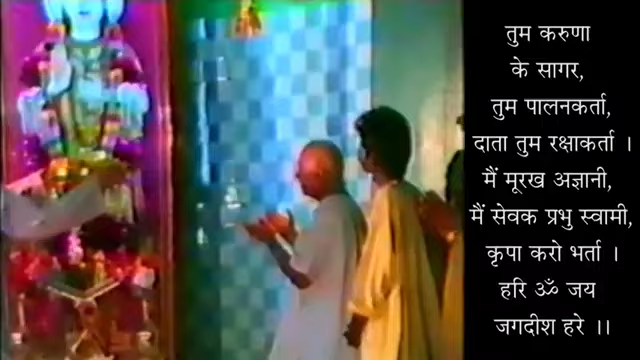 तुम करुणा
के सागर,
तुम पालनकर्ता,
दाता तुम रक्षाकर्ता ।
मैं मूरख अज्ञानी,
मैं सेवक प्रभु स्वामी,
कृपा करो भर्ता ।
हरि ॐ जय
जगदीश हरे ।।